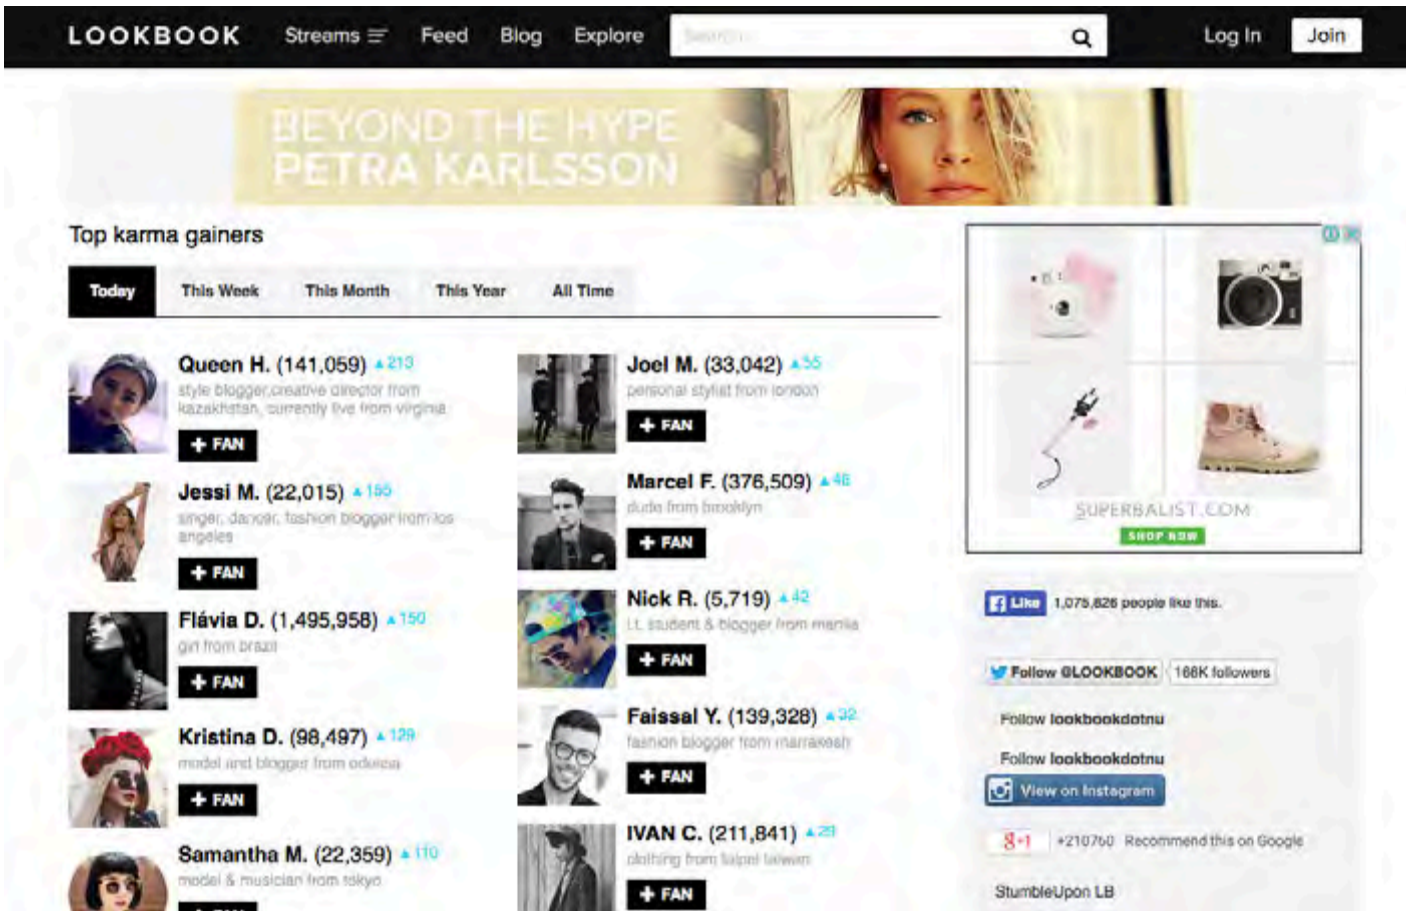 LOOKBOOK
Streams
Feed
Blog
Explore
Search...
Log In
Join
BEYOND THE HYPE
PETRA KARLSSON
Top karma gainers
Today
This Week
This Month
This Year
All Time
Queen H. (141,059) ▲213
style blogger,creative director from
kazakhstan, currently live from virginia
+ FAN
Jessi M. (22,015) ▲195
singer, dancer, fashion blogger from los
angeles
+ FAN
Flávia D. (1,495,958) ▲150
girl from brazil
+ FAN
Kristina D. (98,497) ▲129
model and blogger from odessa
+ FAN
Samantha M. (22,359) ▲110
model & musician from tokyo
+ FAN
Joel M. (33,042) ▲55
personal stylist from london
+ FAN
Marcel F. (376,509) ▲46
dude from brooklyn
+ FAN
Nick R. (5,719) ▲42
i.t. student & blogger from manila
+ FAN
Faissal Y. (139,328) ▲32
fashion blogger from marrakesh
+ FAN
IVAN C. (211,841) ▲29
clothing from taipei taiwan
+ FAN
SUPERBALIST.COM
SHOP NOW
Like 1,075,826 people like this.
Follow @LOOKBOOK 166K followers
Follow lookbookdotnu
Follow lookbookdotnu
View on Instagram
g+1 +210760 Recommend this on Google
StumbleUpon LB